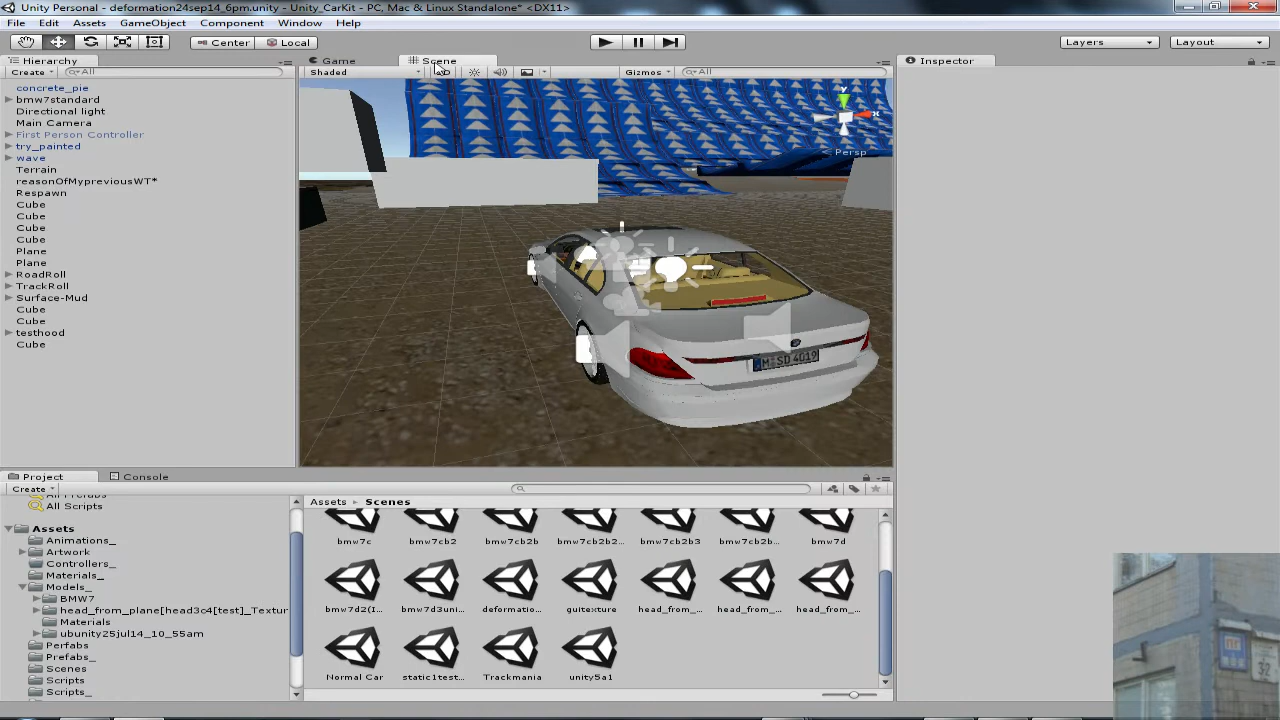 Unity Personal - deformation24sep14_6pm.unity - Unity_CarKit - PC, Mac & Linux Standalone* <DX11>
File Edit Assets GameObject Component Window Help
Center Local Layers Layout
Hierarchy Game Scene Inspector
Create All Shaded Gizmos All
concrete_pie
bmw7standard
Directional light
Main Camera
First Person Controller
try_painted
wave
Terrain
reasonOfMypreviousWT*
Respawn
Cube
Cube
Cube
Cube
Plane
Plane
RoadRoll
TrackRoll
Surface-Mud
Cube
Cube
testhood
Cube
y
x
Persp
M SD 4019
Project Console
Create
All Scripts
Assets
Animations_
Artwork
Controllers_
Materials_
Models_
BMW7
head_from_plane[head3c4[test]_Textur
Materials
ubunity25jul14_10_55am
Perfabs
Prefabs_
Scenes
Scripts
Scripts_
Assets Scenes
bmw7c bmw7cb2 bmw7cb2b bmw7cb2b2... bmw7cb2b3 bmw7cb2b... bmw7d
bmw7d2(I... bmw7d3uni... deformatio... guitexture head_from_... head_from_... head_from_...
Normal Car static1test... Trackmania unity5a1
32